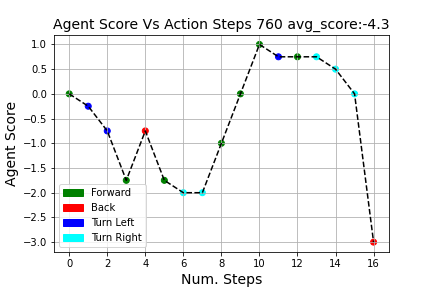 Agent Score Vs Action Steps 760 avg_score:-4.3
1.0
0.5
0.0
−0.5
−1.0
−1.5
−2.0
−2.5
−3.0
Agent Score
Forward
Back
Turn Left
Turn Right
0 2 4 6 8 10 12 14 16
Num. Steps